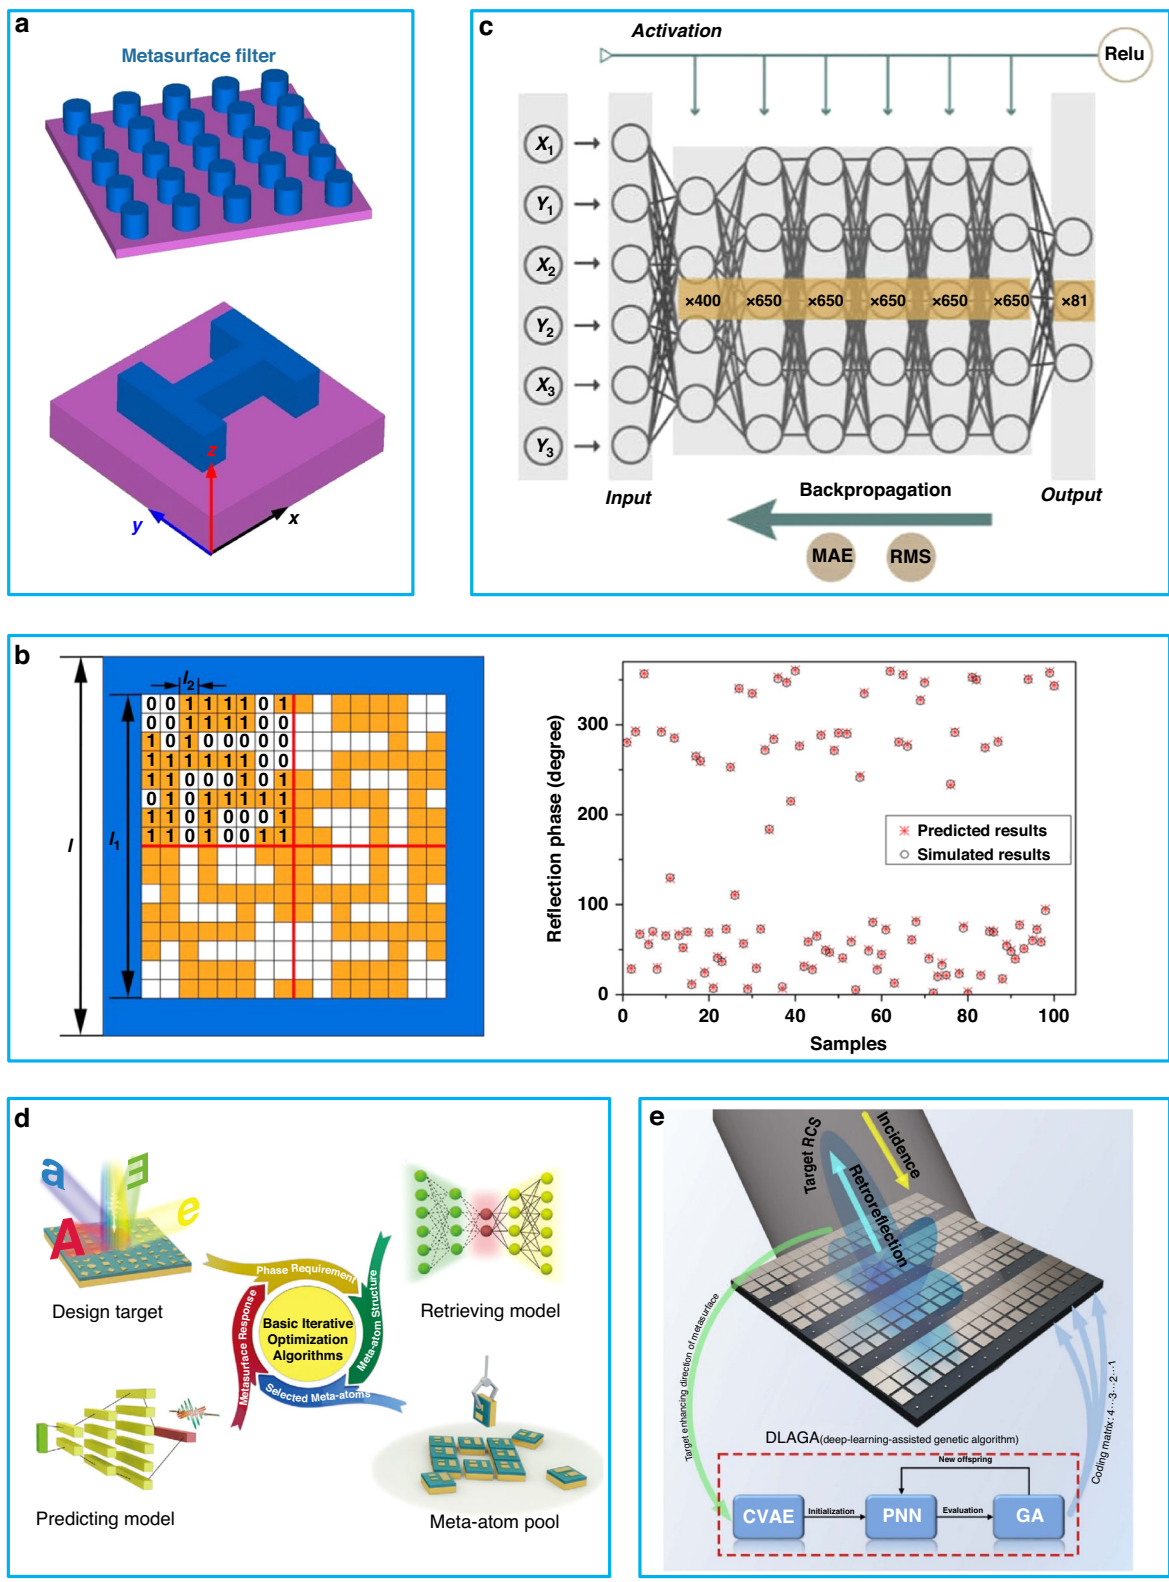 a
Metasurface filter
z
y
x
c
Activation
Relu
X1
Y1
X2
Y2
X3
Y3
×400
×650
×650
×650
×650
×650
×81
Input
Backpropagation
Output
MAE
RMS
b
l2
l
l1
0 0 1 1 1 1 0 1
0 0 1 1 1 1 0 0
1 0 1 0 0 0 0 0
1 1 1 1 1 1 0 0
1 1 0 0 0 1 0 1
0 1 0 1 1 1 1 1
1 1 0 1 0 0 0 1
1 1 0 1 0 0 1 1
Reflection phase (degree)
300
200
100
0
Predicted results
Simulated results
0
20
40
60
80
100
Samples
d
a
E
A
e
Design target
Phase Requirement
Meta-atom Structure
Selected Meta-atoms
Metasurface Response
Basic Iterative
Optimization
Algorithms
Retrieving model
Predicting model
Meta-atom pool
e
Target RCS
Incidence
Retroreflection
Target enhancing direction of metasurface
Coding matrix: 4···3···2···1
DLAGA(deep-learning-assisted genetic algorithm)
New offspring
CVAE
Initialization
PNN
Evaluation
GA